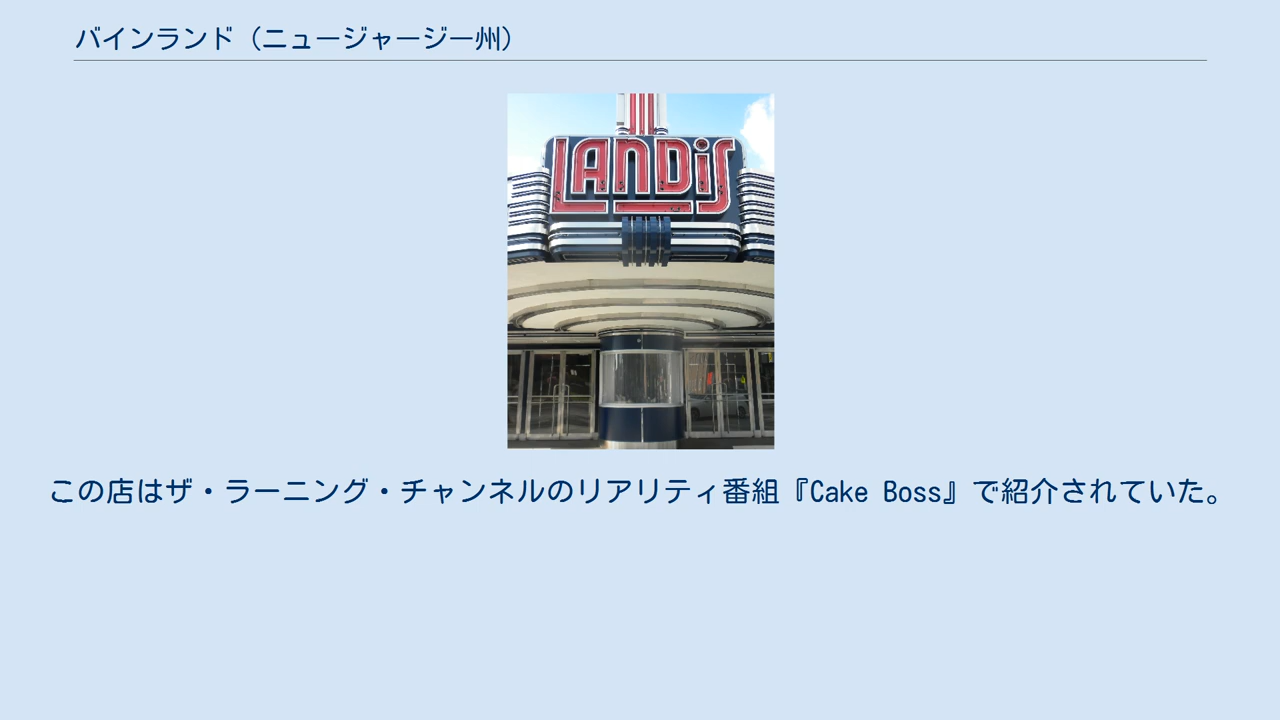 バインランド（ニュージャージー州）
LANDIS
この店はザ・ラーニング・チャンネルのリアリティ番組『Cake Boss』で紹介されていた。